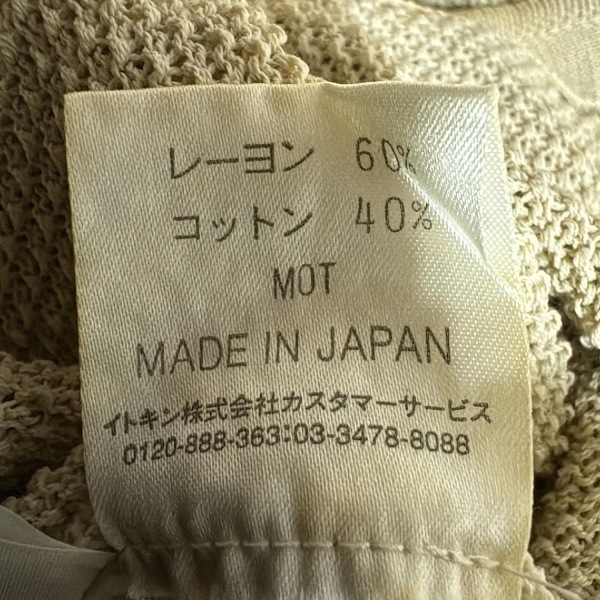 レーヨン 60%
コットン 40%
MOT
MADE IN JAPAN
イトキン株式会社カスタマーサービス
0120-888-363:03-3478-8088